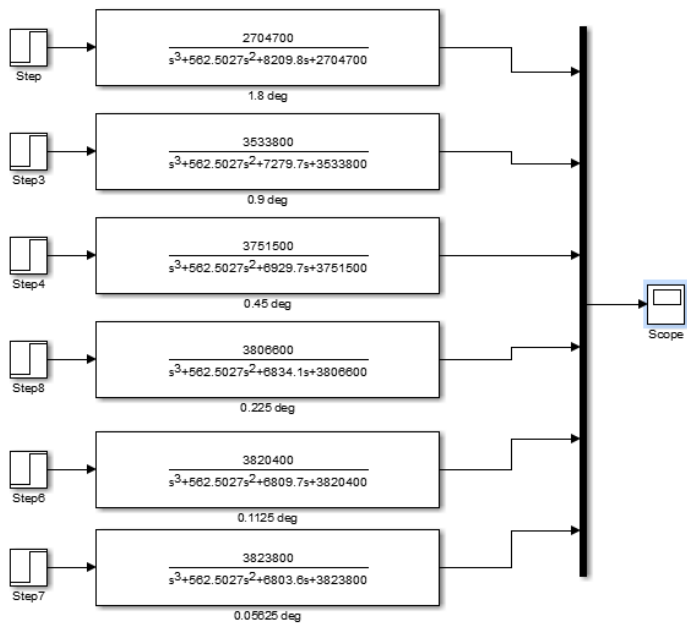 2704700
s3+562.5027s2+8209.8s+2704700
Step
1.8 deg
3533800
s3+562.5027s2+7279.7s+3533800
Step3
0.9 deg
3751500
s3+562.5027s2+6929.7s+3751500
Step4
0.45 deg
Scope
3806600
s3+562.5027s2+6834.1s+3806600
Step8
0.225 deg
3820400
s3+562.5027s2+6809.7s+3820400
Step6
0.1125 deg
3823800
s3+562.5027s2+6803.6s+3823800
Step7
0.05625 deg